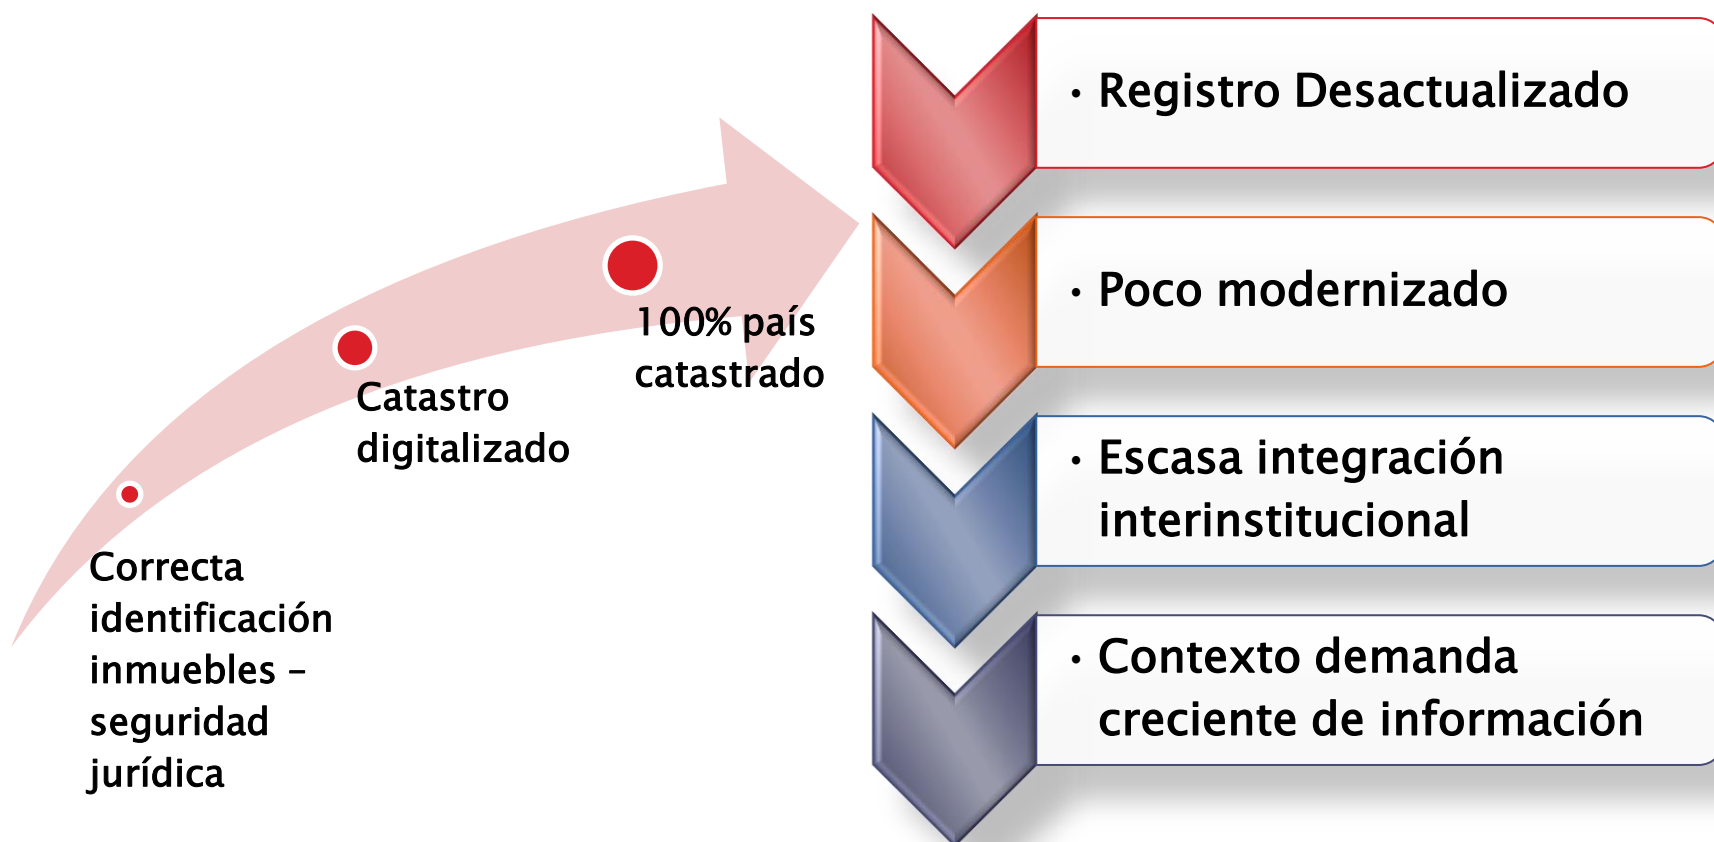 Correcta
identificación
inmuebles –
seguridad
jurídica
Catastro
digitalizado
100% país
catastrado
• Registro Desactualizado
• Poco modernizado
• Escasa integración
interinstitucional
• Contexto demanda
creciente de información